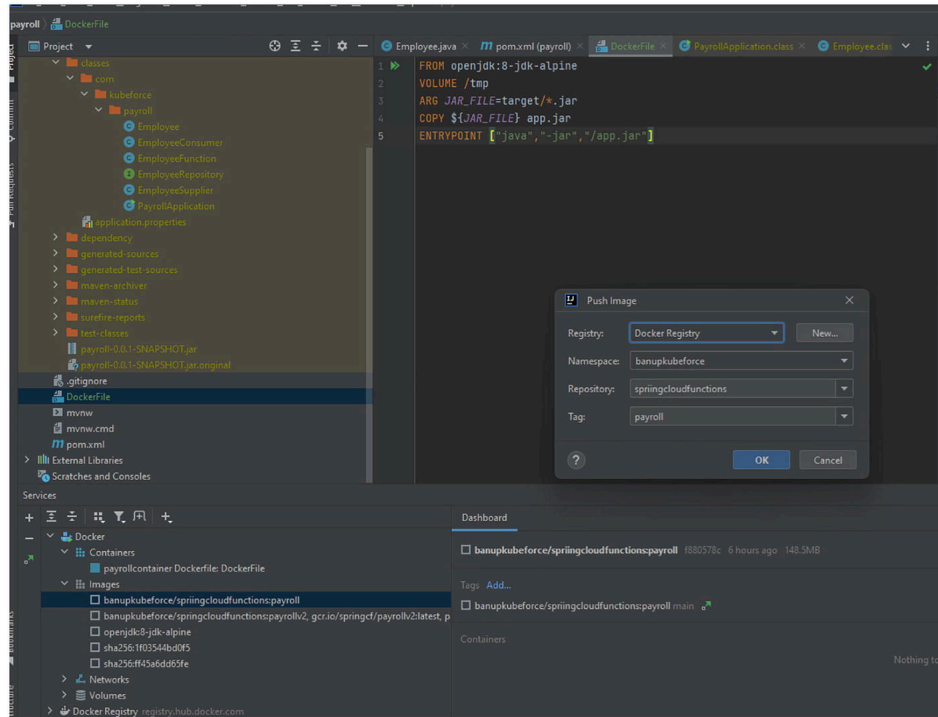 payroll DockerFile
Project
Employee.java pom.xml (payroll) DockerFile PayrollApplication.class Employee.clas
classes
com
kubeforce
payroll
Employee
EmployeeConsumer
EmployeeFunction
EmployeeRepository
EmployeeSupplier
PayrollApplication
application.properties
dependency
generated-sources
generated-test-sources
maven-archiver
maven-status
surefire-reports
test-classes
payroll-0.0.1-SNAPSHOT.jar
payroll-0.0.1-SNAPSHOT.jar.original
.gitignore
DockerFile
mvnw
mvnw.cmd
pom.xml
External Libraries
Scratches and Consoles
1 FROM openjdk:8-jdk-alpine
2 VOLUME /tmp
3 ARG JAR_FILE=target/*.jar
4 COPY ${JAR_FILE} app.jar
5 ENTRYPOINT ["java","-jar","/app.jar"]
Push Image
Registry: Docker Registry New...
Namespace: banupkubeforce
Repository: spriingcloudfunctions
Tag: payroll
? OK Cancel
Services
Docker
Containers
payrollcontainer Dockerfile: DockerFile
Images
banupkubeforce/spriingcloudfunctions:payroll
banupkubeforce/springcloudfunctions:payrollv2, gcr.io/springcf/payrollv2:latest, p
openjdk:8-jdk-alpine
sha256:1f03544bd0f5
sha256:ff45a6dd65fe
Networks
Volumes
Docker Registry registry.hub.docker.com
Dashboard
banupkubeforce/spriingcloudfunctions:payroll f880578c 6 hours ago 148.5MB
Tags Add...
banupkubeforce/spriingcloudfunctions:payroll main
Containers
Nothing to